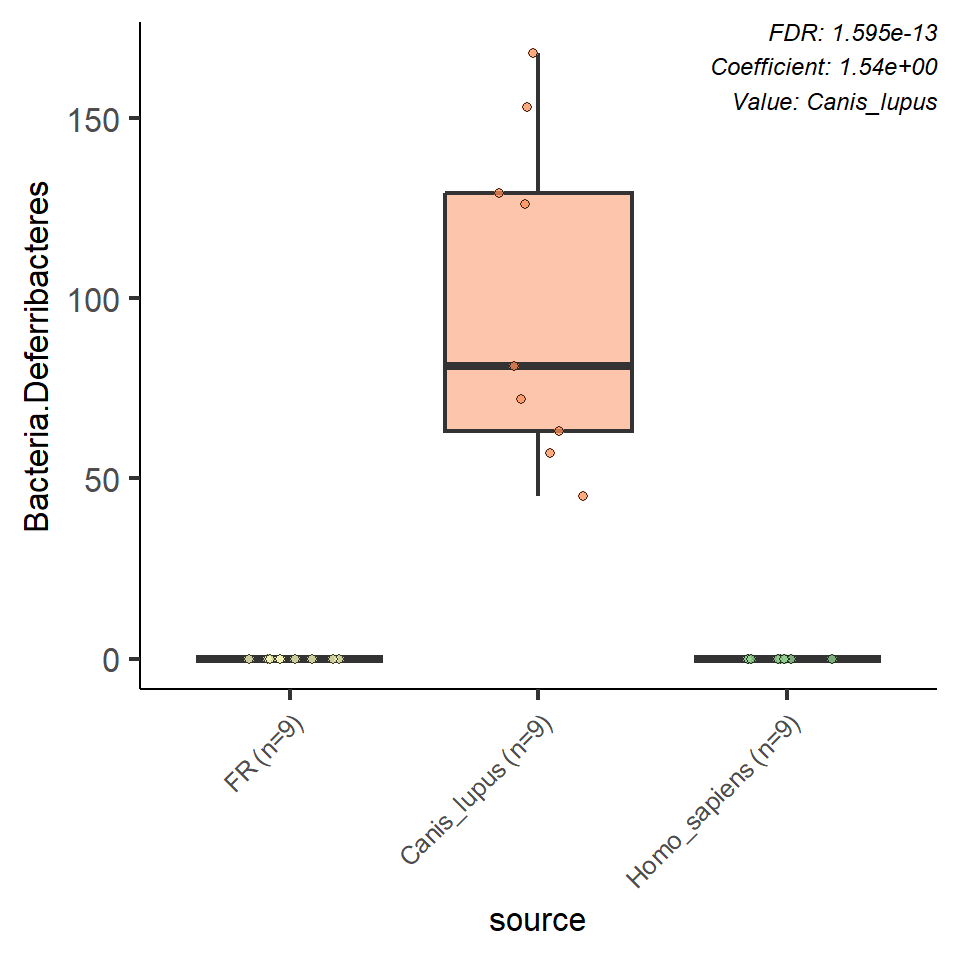 FDR: 1.595e-13
Coefficient: 1.54e+00
Value: Canis_lupus
Bacteria.Deferribacteres
150
100
50
0
FR (n=9)
Canis_lupus (n=9)
Homo_sapiens (n=9)
source